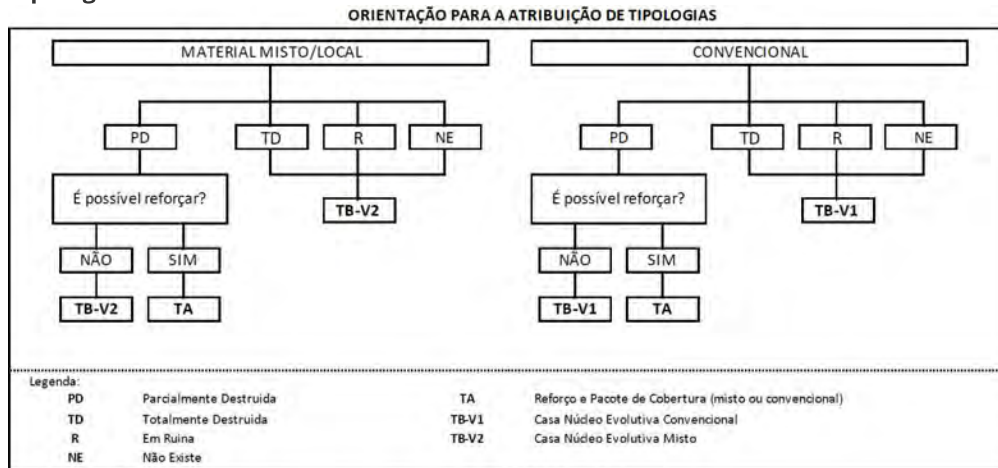 ORIENTAÇÃO PARA A ATRIBUIÇÃO DE TIPOLOGIAS
MATERIAL MISTO/LOCAL
CONVENCIONAL
PD TD R NE
PD TD R NE
É possível reforçar?
É possível reforçar?
TB-V2
TB-V1
NÃO SIM
NÃO SIM
TB-V2 TA
TB-V1 TA
Legenda:
PD Parcialmente Destruida
TA Reforço e Pacote de Cobertura (misto ou convencional)
TD Totalmente Destruida
TB-V1 Casa Núcleo Evolutiva Convencional
R Em Ruina
TB-V2 Casa Núcleo Evolutiva Misto
NE Não Existe